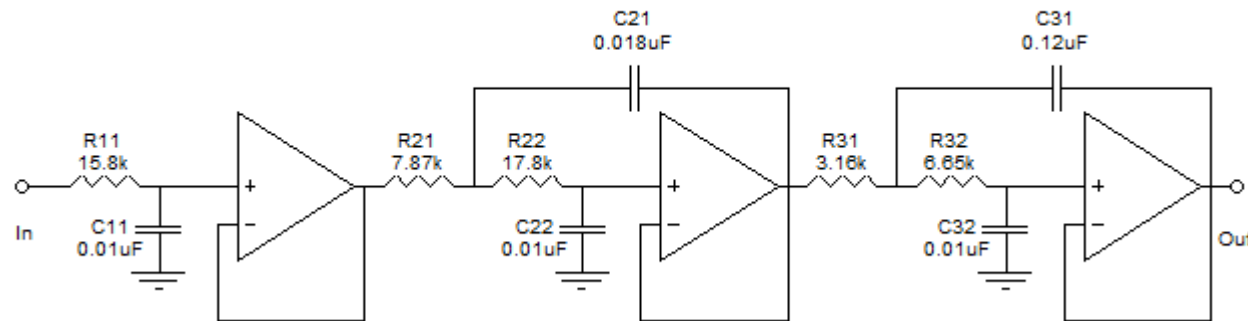 C21
0.018uF
C31
0.12uF
R11
15.8k
R21
7.87k
R22
17.8k
R31
3.16k
R32
6.65k
+
+
+
−
−
−
In
C11
0.01uF
C22
0.01uF
C32
0.01uF
Out